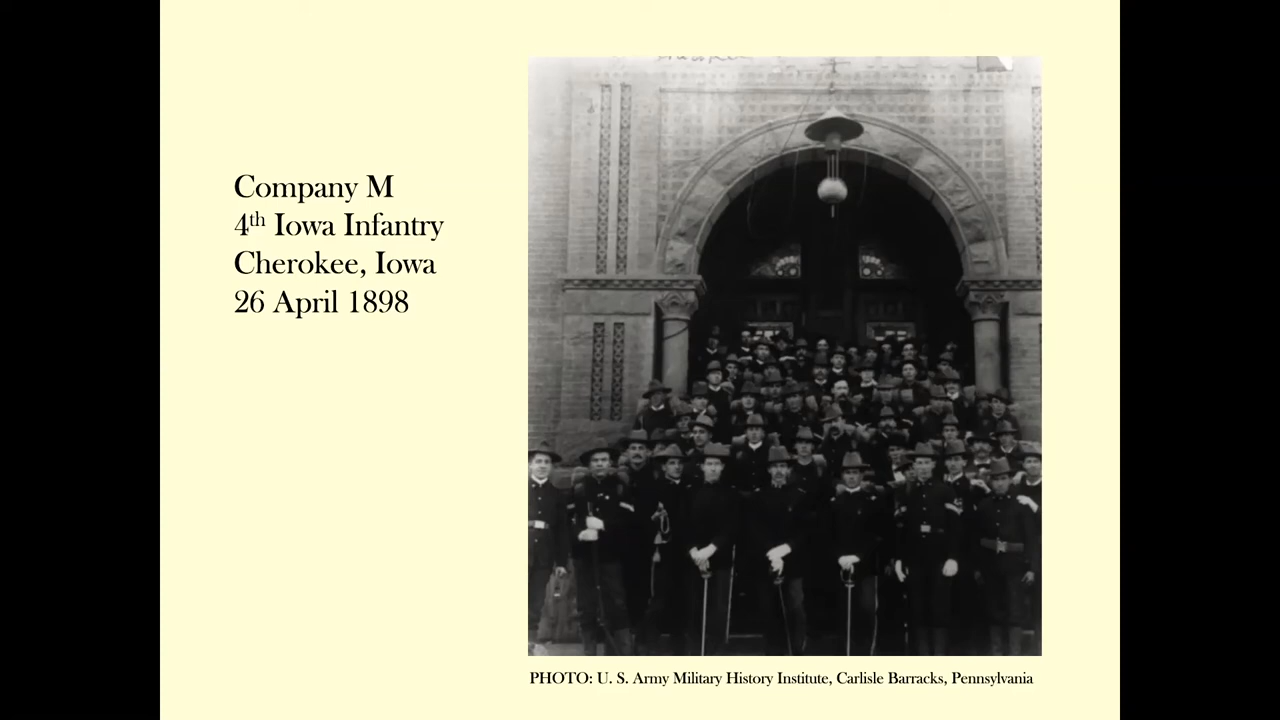 Company M
4th Iowa Infantry
Cherokee, Iowa
26 April 1898
PHOTO: U. S. Army Military History Institute, Carlisle Barracks, Pennsylvania